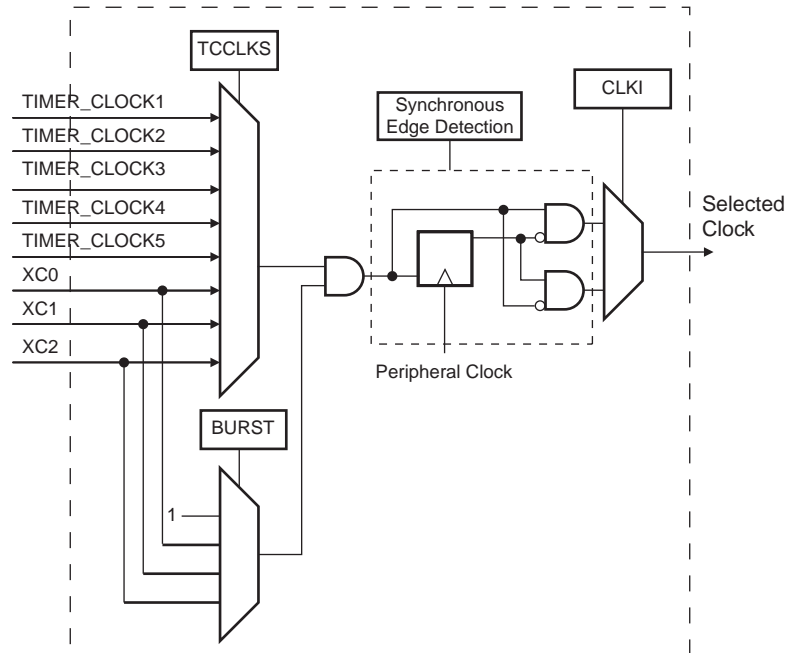 TCCLKS
TIMER_CLOCK1
TIMER_CLOCK2
TIMER_CLOCK3
TIMER_CLOCK4
TIMER_CLOCK5
XC0
XC1
XC2
Synchronous
Edge Detection
CLKI
Selected
Clock
Peripheral Clock
BURST
1